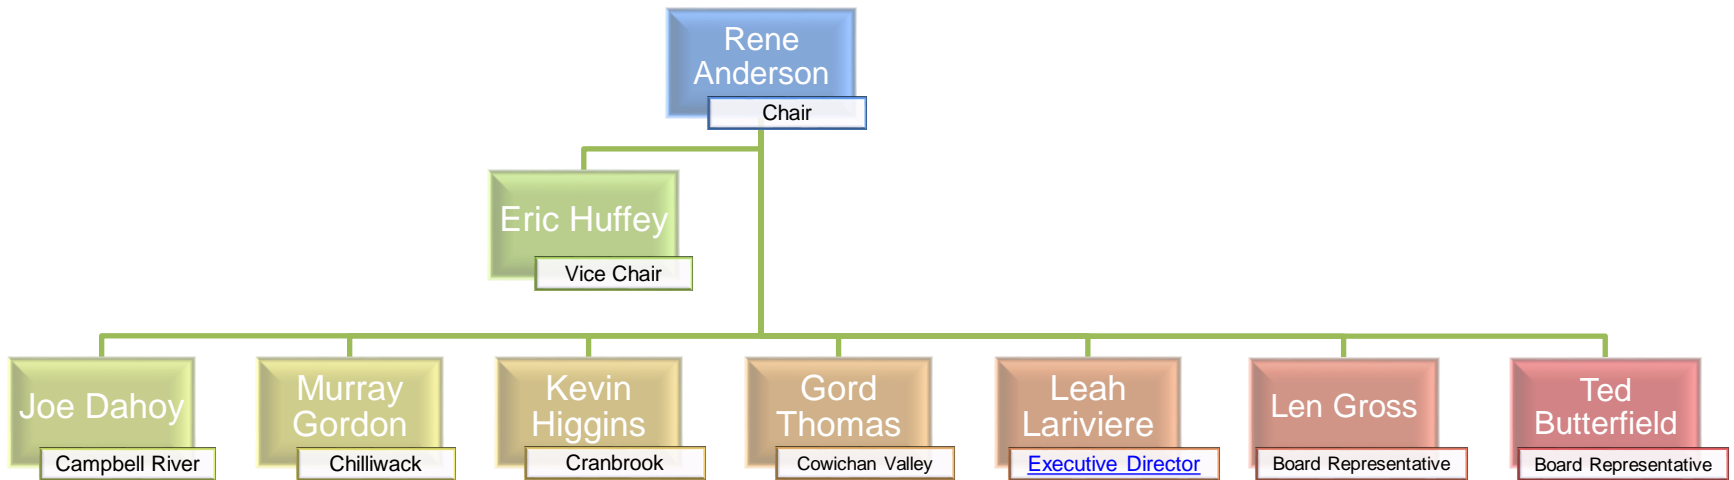 Rene
Anderson
Chair
Eric Huffey
Vice Chair
Joe Dahoy
Campbell River
Murray
Gordon
Chilliwack
Kevin
Higgins
Cranbrook
Gord
Thomas
Cowichan Valley
Leah
Lariviere
Executive Director
Len Gross
Board Representative
Ted
Butterfield
Board Representative